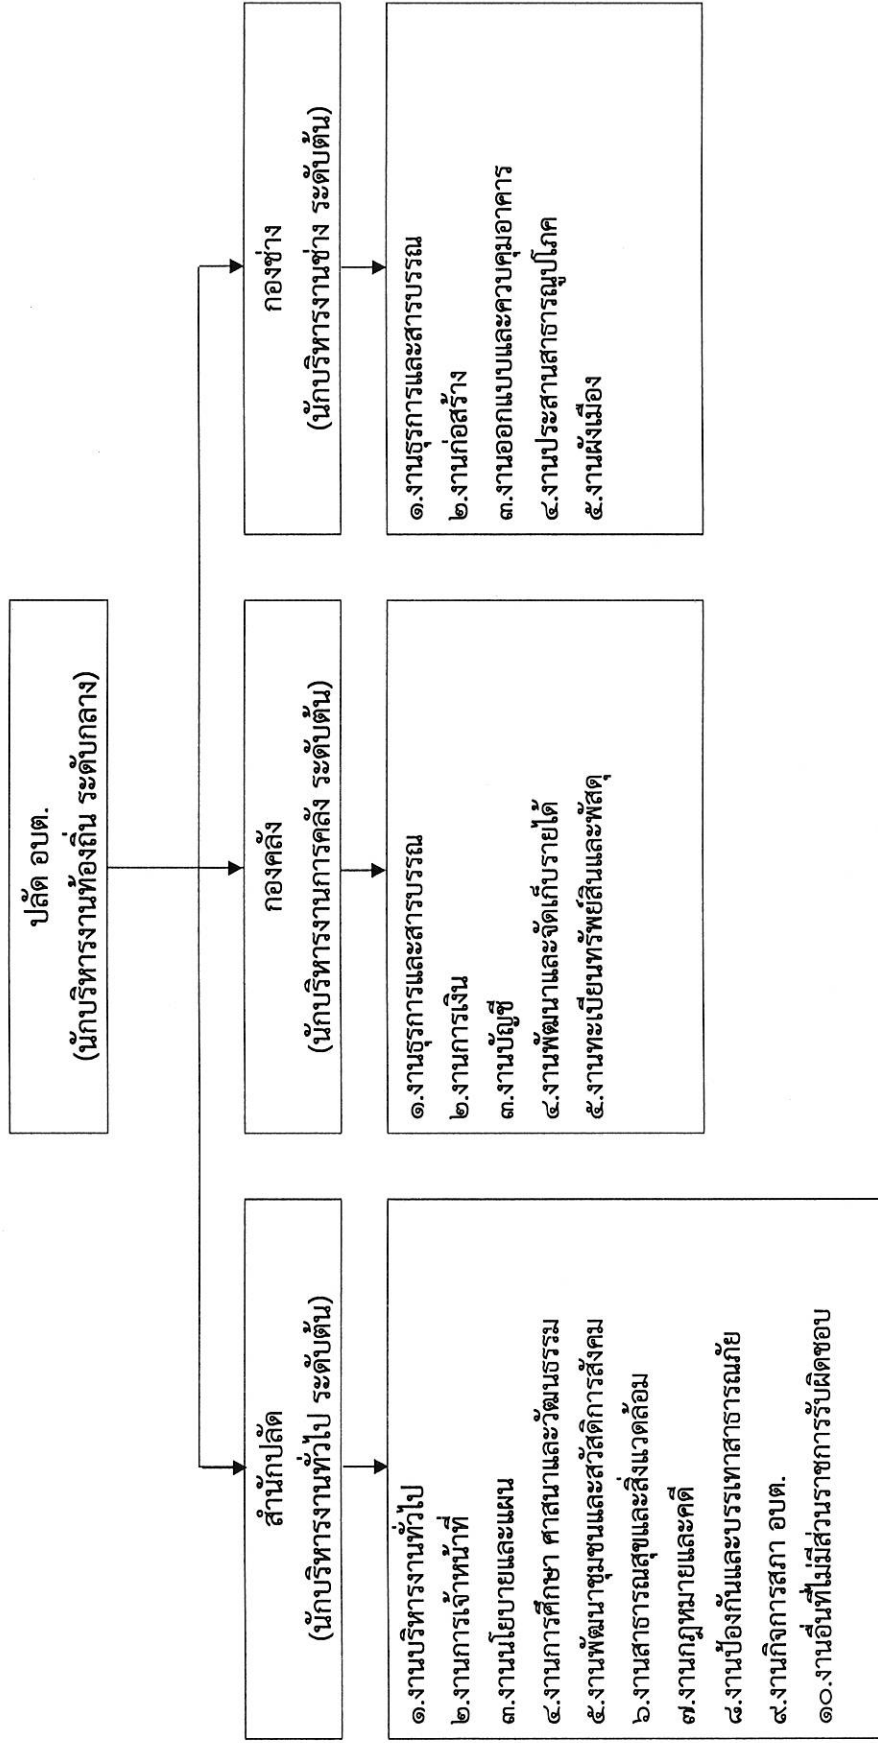 ปลัด อบต.
(นักบริหารงานท้องถิ่น ระดับกลาง)
สำนักปลัด
(นักบริหารงานทั่วไป ระดับต้น)
๑.งานบริหารงานทั่วไป
๒.งานการเจ้าหน้าที่
๓.งานนโยบายและแผน
๔.งานการศึกษา ศาสนาและวัฒนธรรม
๕.งานพัฒนาชุมชนและสวัสดิการสังคม
๖.งานสาธารณสุขและสิ่งแวดล้อม
๗.งานกฎหมายและคดี
๘.งานป้องกันและบรรเทาสาธารณภัย
๙.งานกิจการสภา อบต.
๑๐.งานอื่นที่ไม่มีส่วนราชการรับผิดชอบ
กองคลัง
(นักบริหารงานการคลัง ระดับต้น)
๑.งานธุรการและสารบรรณ
๒.งานการเงิน
๓.งานบัญชี
๔.งานพัฒนาและจัดเก็บรายได้
๕.งานทะเบียนทรัพย์สินและพัสดุ
กองช่าง
(นักบริหารงานช่าง ระดับต้น)
๑.งานธุรการและสารบรรณ
๒.งานก่อสร้าง
๓.งานออกแบบและควบคุมอาคาร
๔.งานประสานสาธารณูปโภค
๕.งานผังเมือง